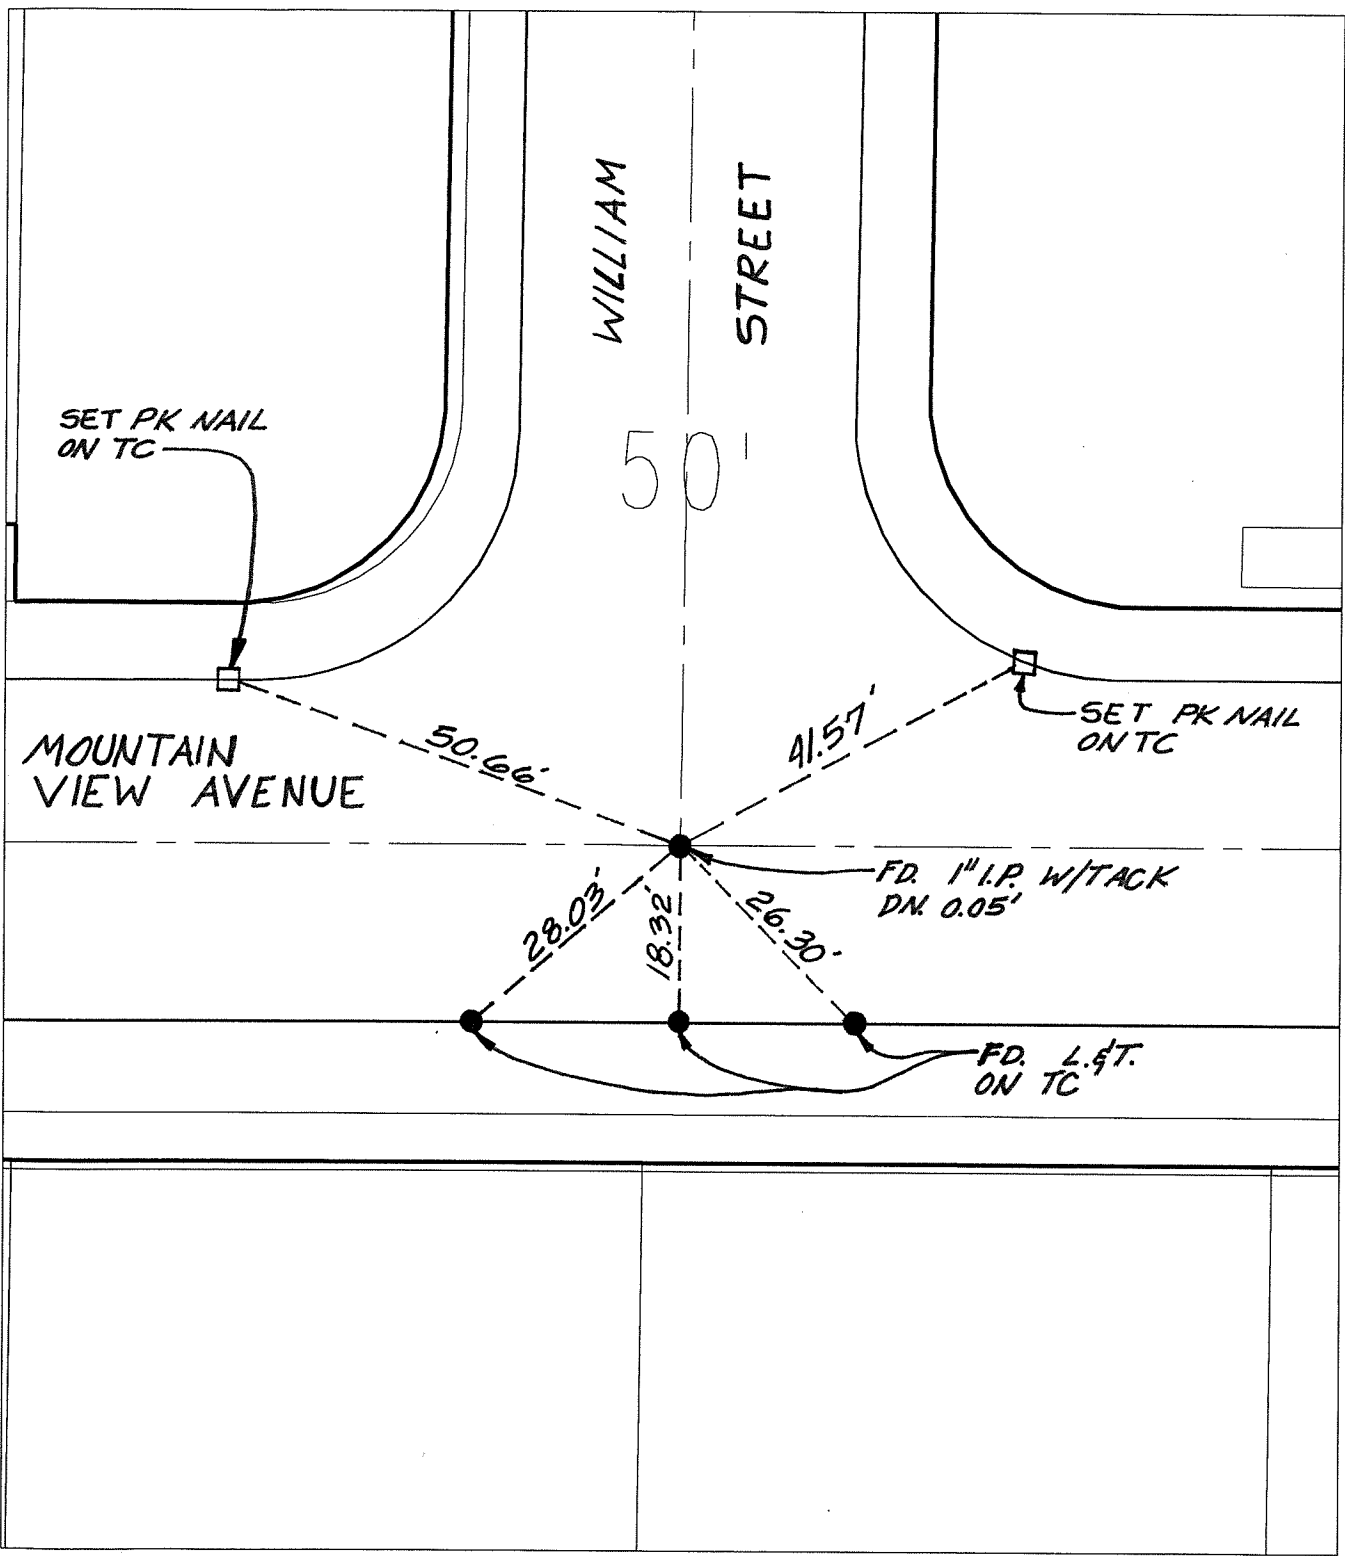 WILLIAM
STREET
SET PK NAIL
ON TC
50'
MOUNTAIN
VIEW AVENUE
50.66'
41.57'
SET PK NAIL
ON TC
FD. 1" I.P. W/TACK
DN. 0.05'
28.03'
18.32'
26.30'
FD. L.&T.
ON TC